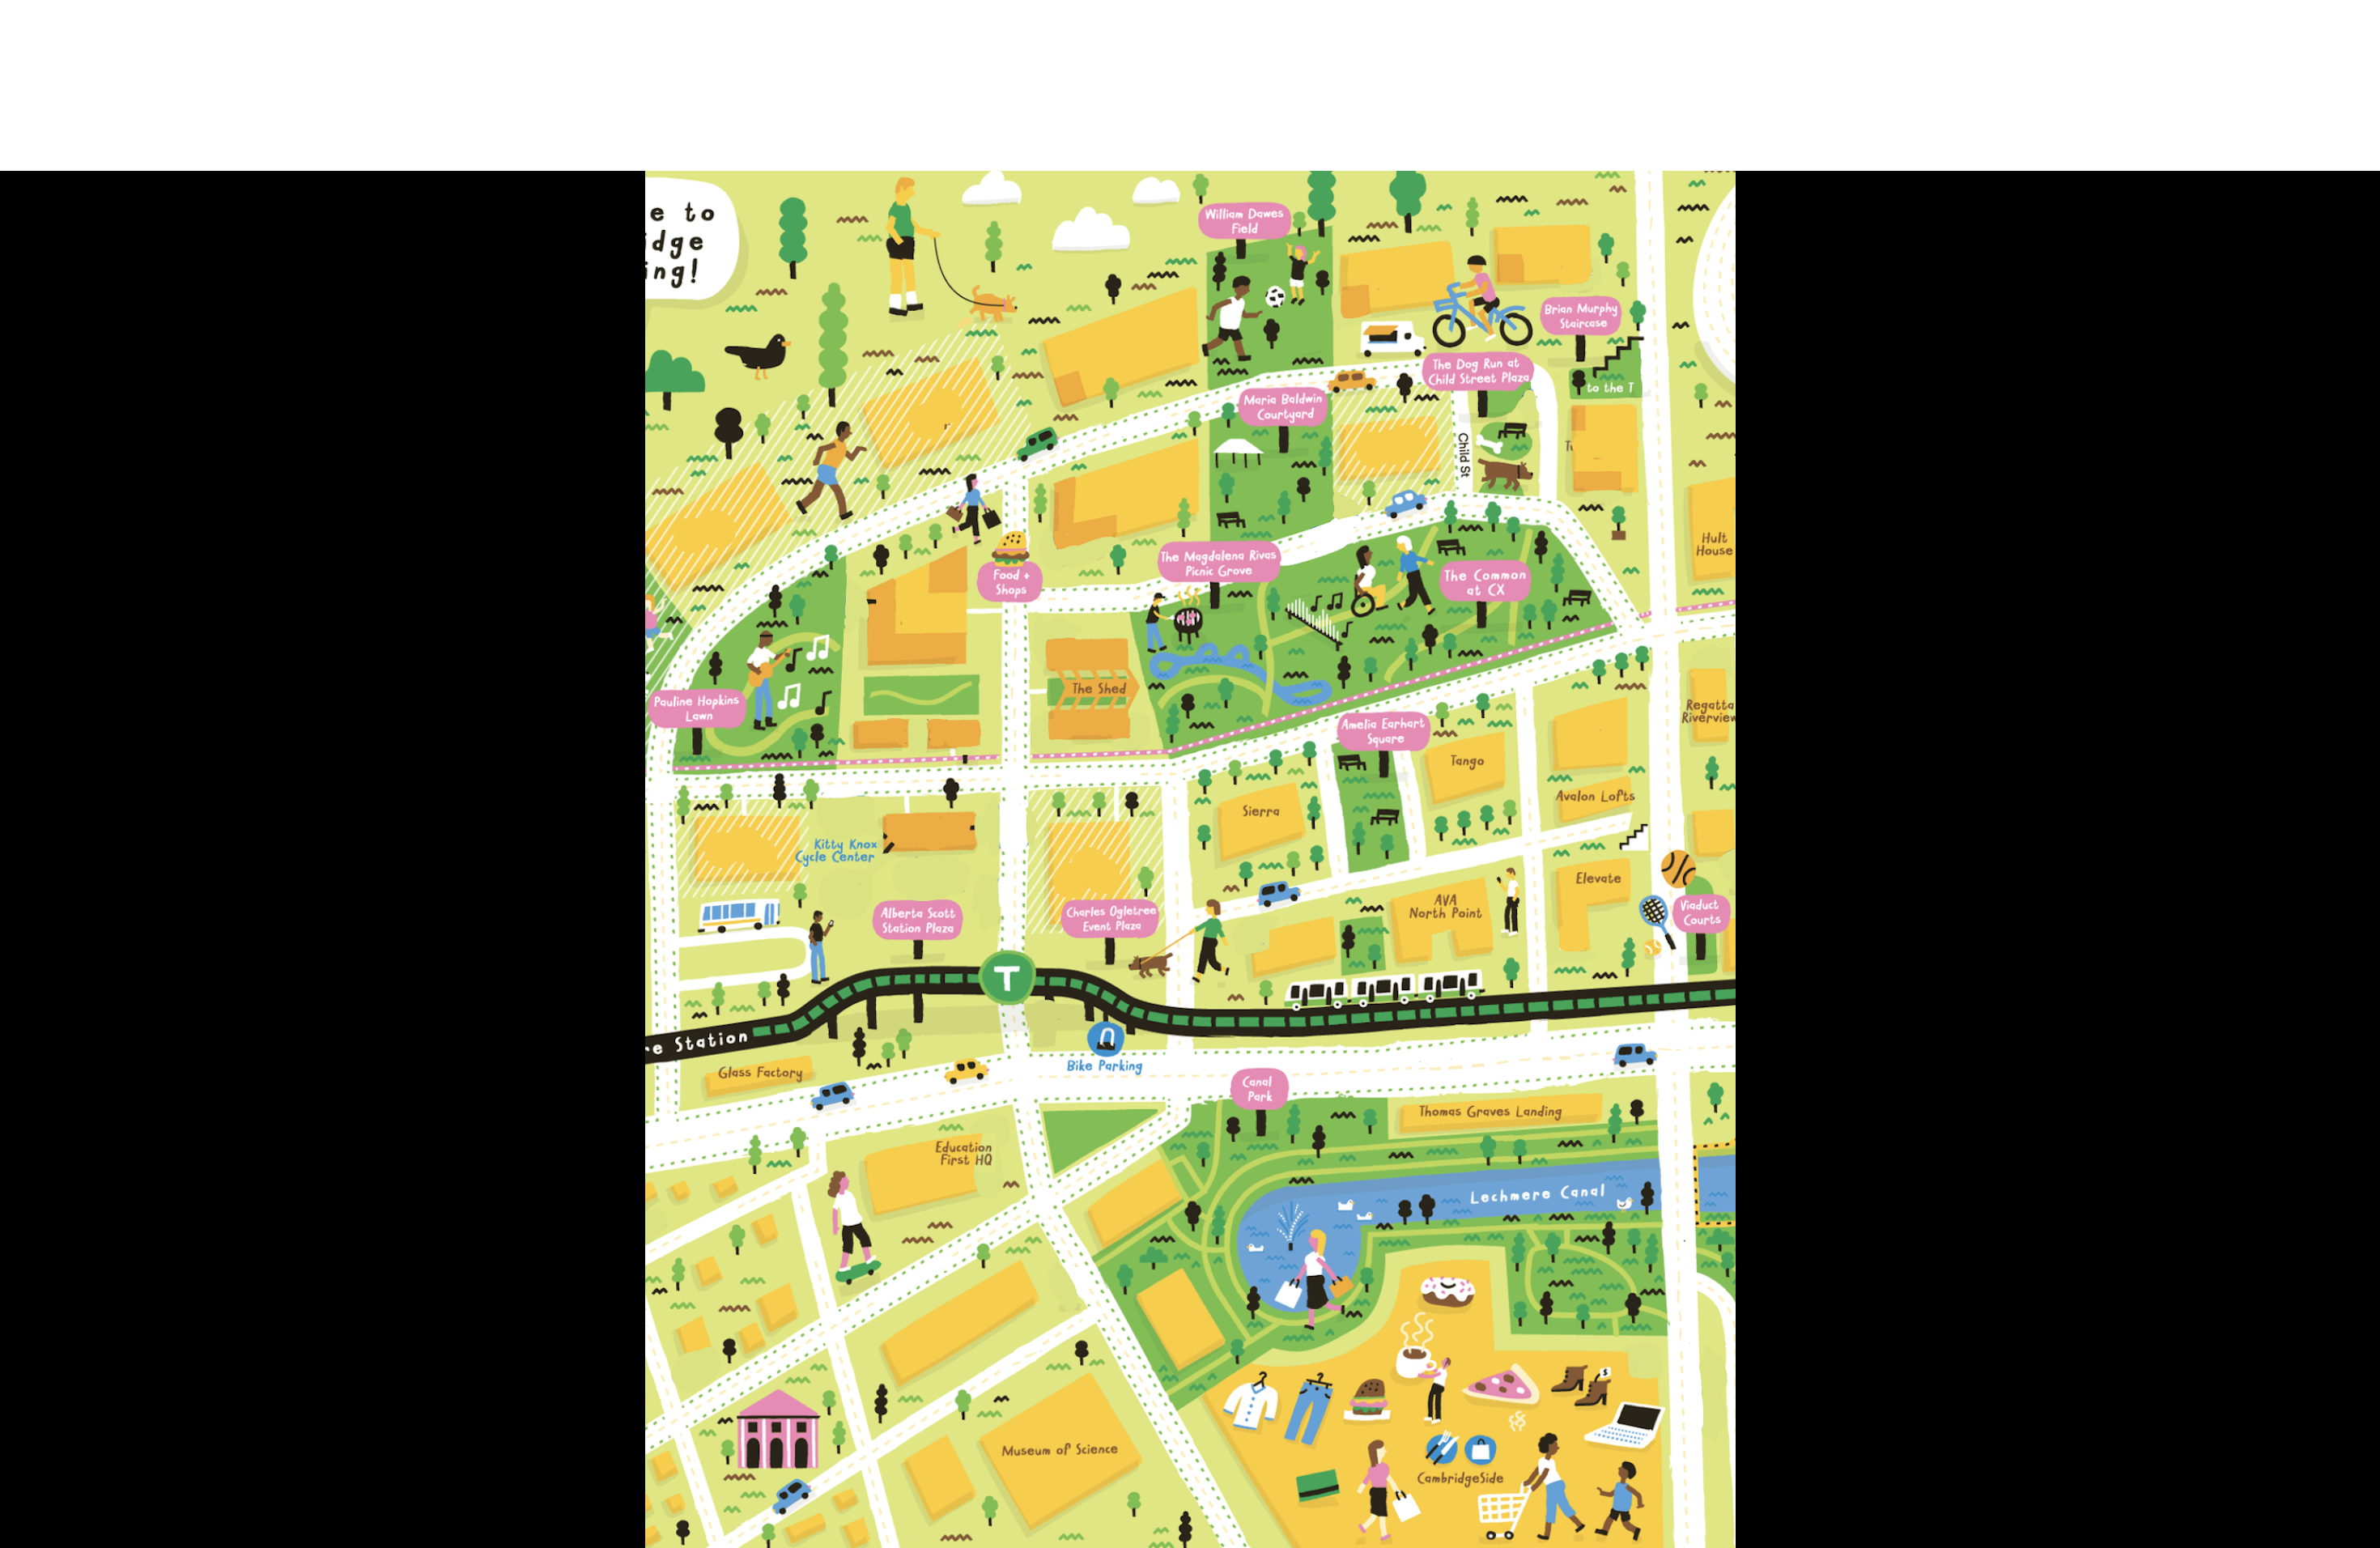 e to
idge
ing!
William Dawes
Field
Brian Murphy
Staircase
to the T
The Dog Run at
Child Street Plaza
Maria Baldwin
Courtyard
Child St
Hult
House
Food +
Shops
The Magdalena Rivas
Picnic Grove
The Common
at CX
Pauline Hopkins
Lawn
The Shed
Regatta
Riverview
Amelia Earhart
Square
Tango
Sierra
Avalon Lofts
Kitty Knox
Cycle Center
Elevate
AVA
North Point
Viaduct
Courts
Alberta Scott
Station Plaza
Charles Ogletree
Event Plaza
T
re Station
Bike Parking
Glass Factory
Canal
Park
Thomas Graves Landing
Education
First HQ
Lechmere Canal
$
Museum of Science
CambridgeSide